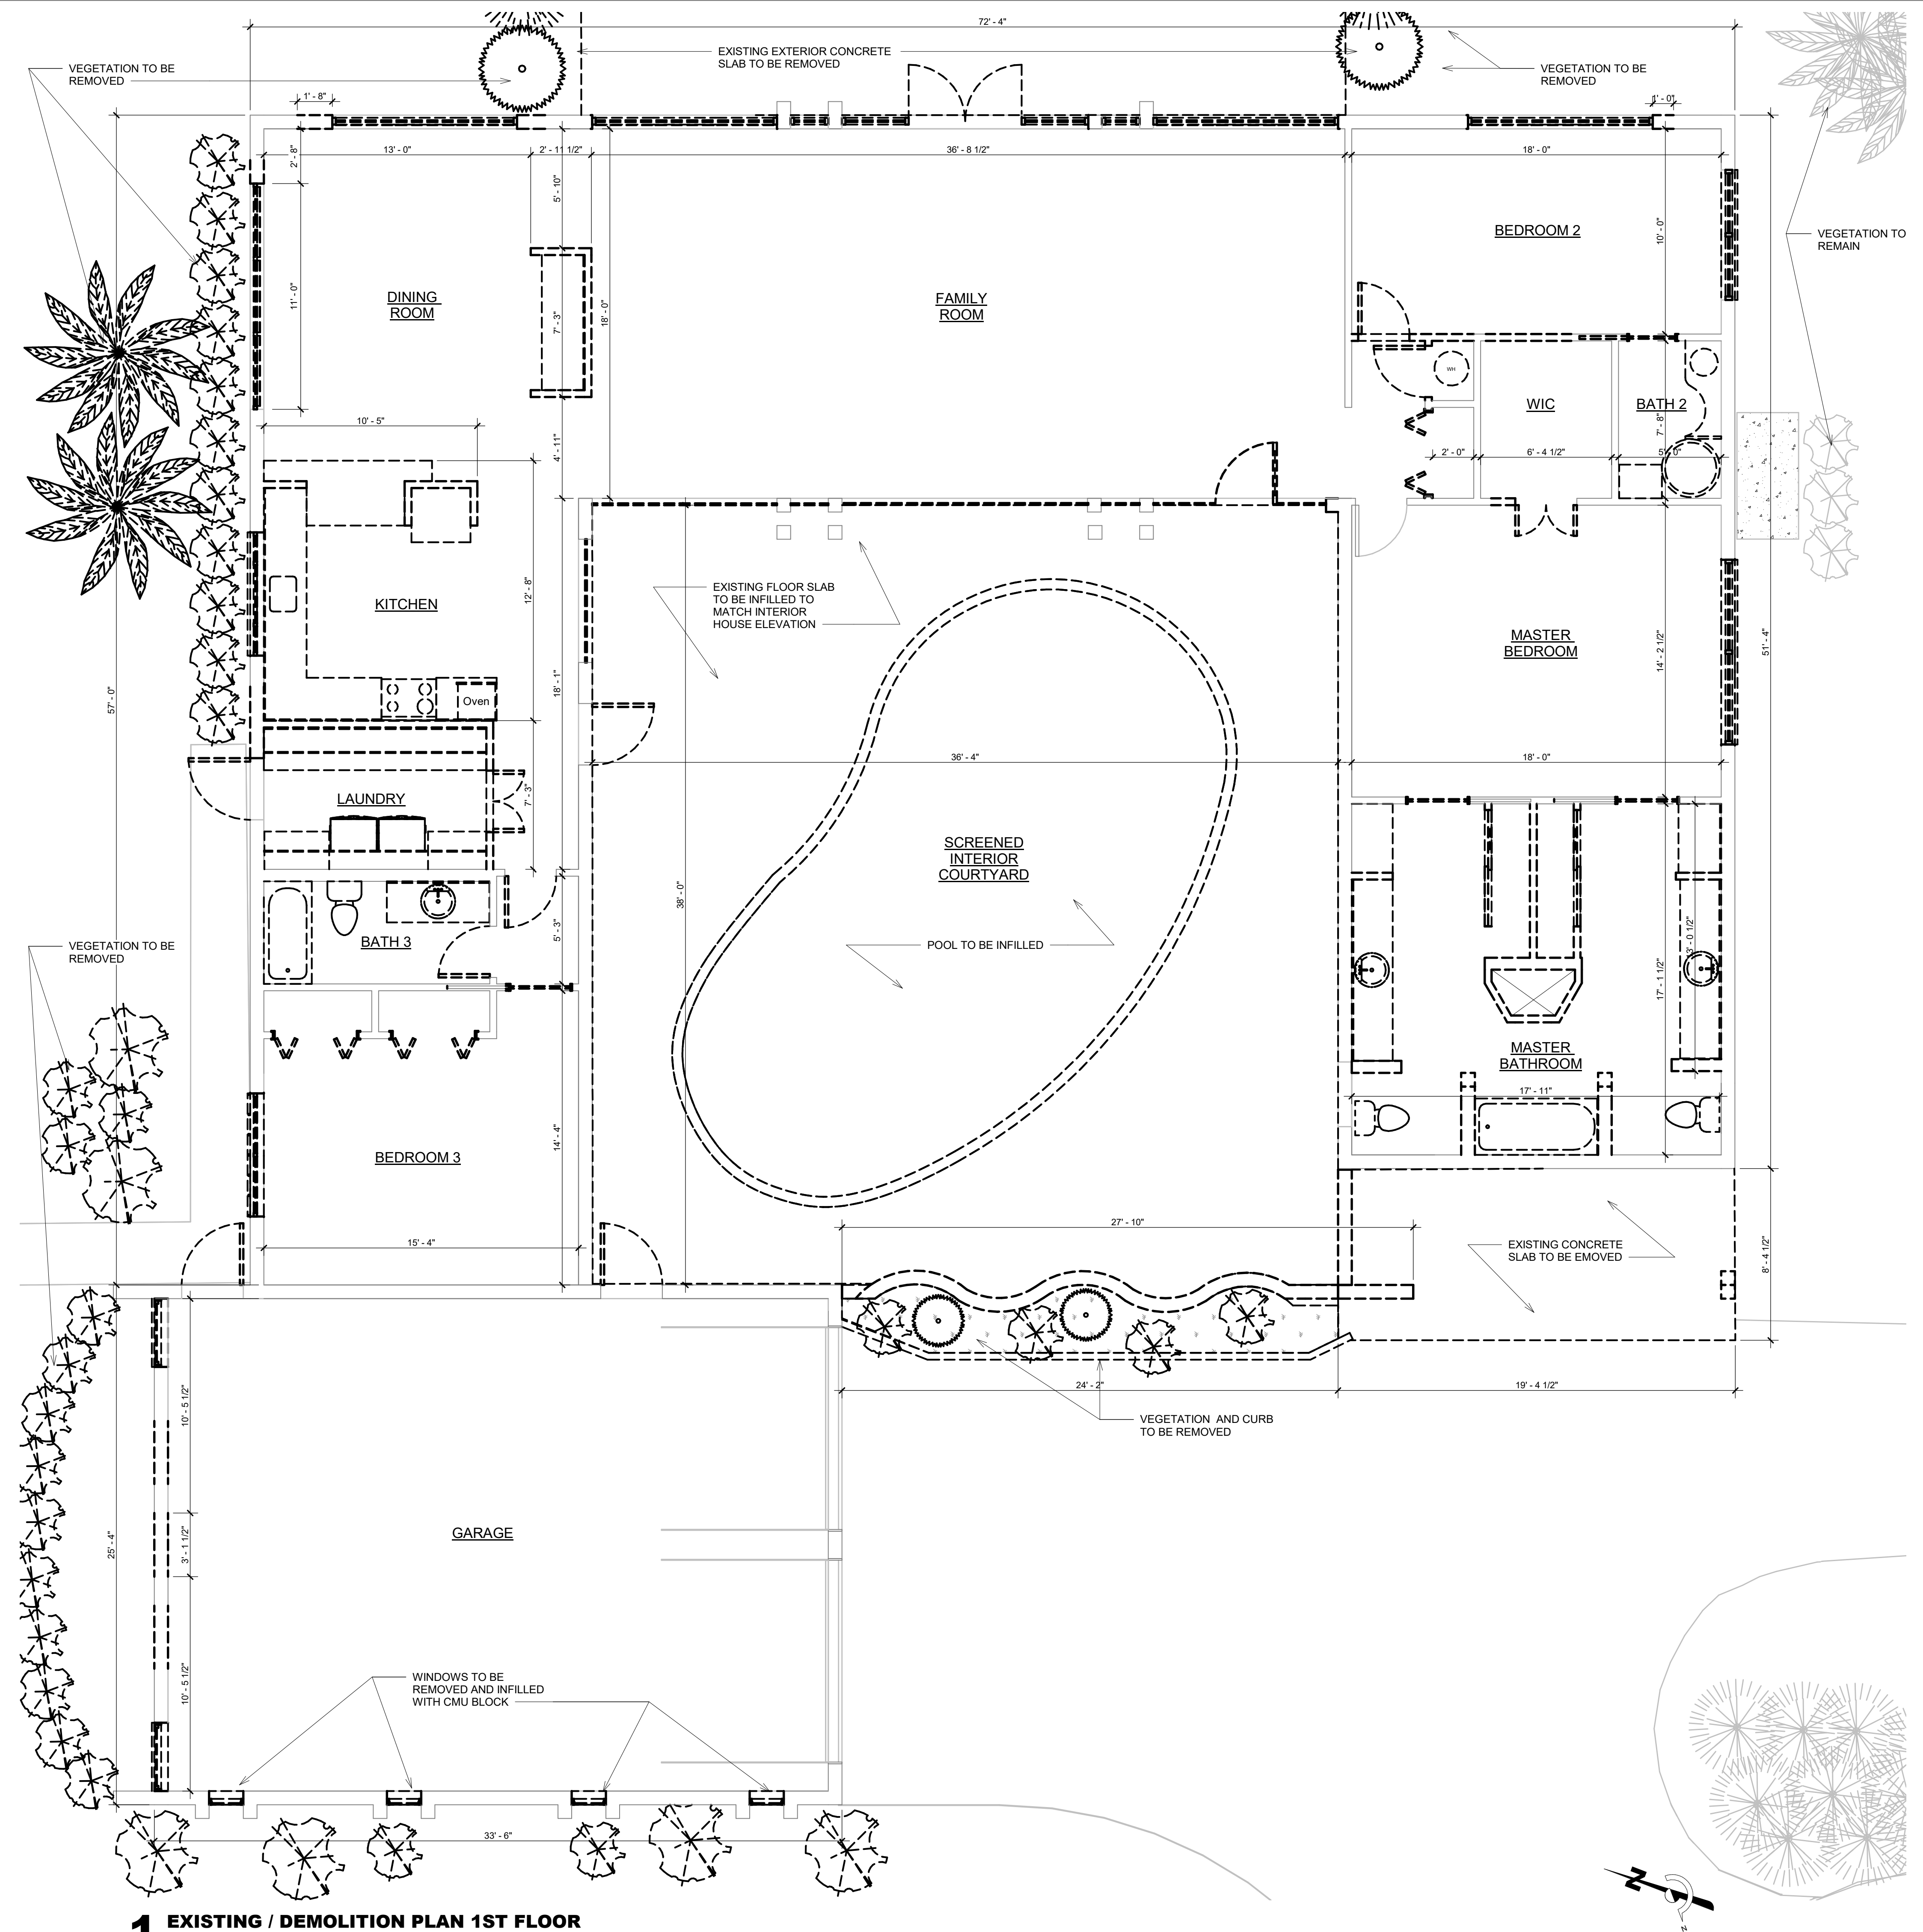 72' - 4"
EXISTING EXTERIOR CONCRETE
SLAB TO BE REMOVED
VEGETATION TO BE
REMOVED
VEGETATION TO BE
REMOVED
1' - 8"
1' - 0"
2' - 8"
13' - 0"
2' - 11 1/2"
36' - 8 1/2"
18' - 0"
5' - 10"
10' - 0"
BEDROOM 2
VEGETATION TO
REMAIN
11' - 0"
DINING
ROOM
7' - 3"
18' - 0"
FAMILY
ROOM
WH
WIC
BATH 2
7' - 8"
10' - 5"
4' - 11"
2' - 0"
6' - 4 1/2"
5' - 0"
KITCHEN
12' - 8"
EXISTING FLOOR SLAB
TO BE INFILLED TO
MATCH INTERIOR
HOUSE ELEVATION
MASTER
BEDROOM
14' - 2 1/2"
51' - 4"
57' - 0"
Oven
18' - 1"
36' - 4"
18' - 0"
LAUNDRY
7' - 3"
SCREENED
INTERIOR
COURTYARD
38' - 0"
BATH 3
5' - 3"
POOL TO BE INFILLED
VEGETATION TO BE
REMOVED
3' - 0 1/2"
17' - 1 1/2"
MASTER
BATHROOM
17' - 11"
BEDROOM 3
14' - 4"
15' - 4"
27' - 10"
EXISTING CONCRETE
SLAB TO BE EMOVED
8' - 4 1/2"
24' - 2"
19' - 4 1/2"
10' - 5 1/2"
VEGETATION AND CURB
TO BE REMOVED
25' - 4"
3' - 1 1/2"
GARAGE
10' - 5 1/2"
WINDOWS TO BE
REMOVED AND INFILLED
WITH CMU BLOCK
33' - 6"
N
N
1 EXISTING / DEMOLITION PLAN 1ST FLOOR